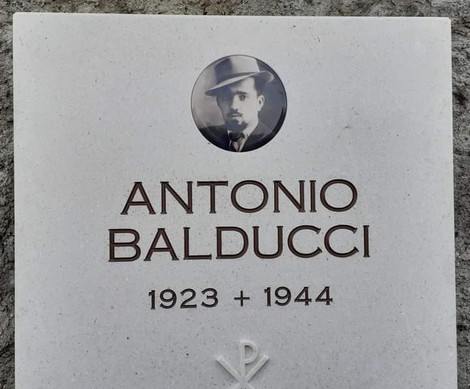 ANTONIO
BALDUCCI
1923 + 1944